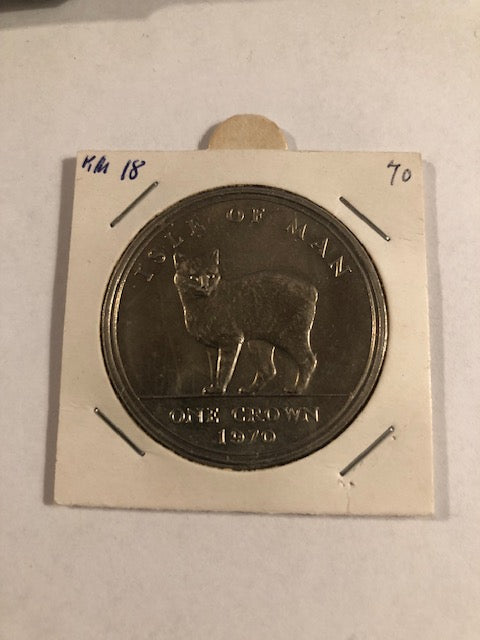 KM 18
70
ISLE OF MAN
ONE CROWN
1970